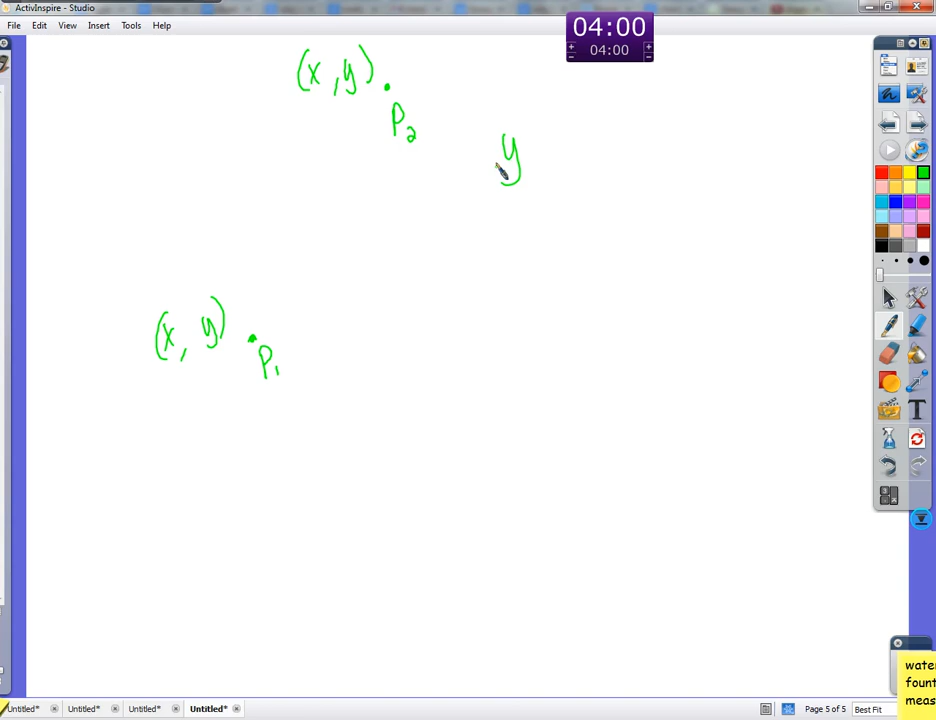 ActivInspire - Studio
File Edit View Insert Tools Help
04:00
04:00
(x, y)
P2
y
(x, y)
P1
T
water
fount
meas
Untitled* Untitled* Untitled* Untitled*
Page 5 of 5 Best Fit